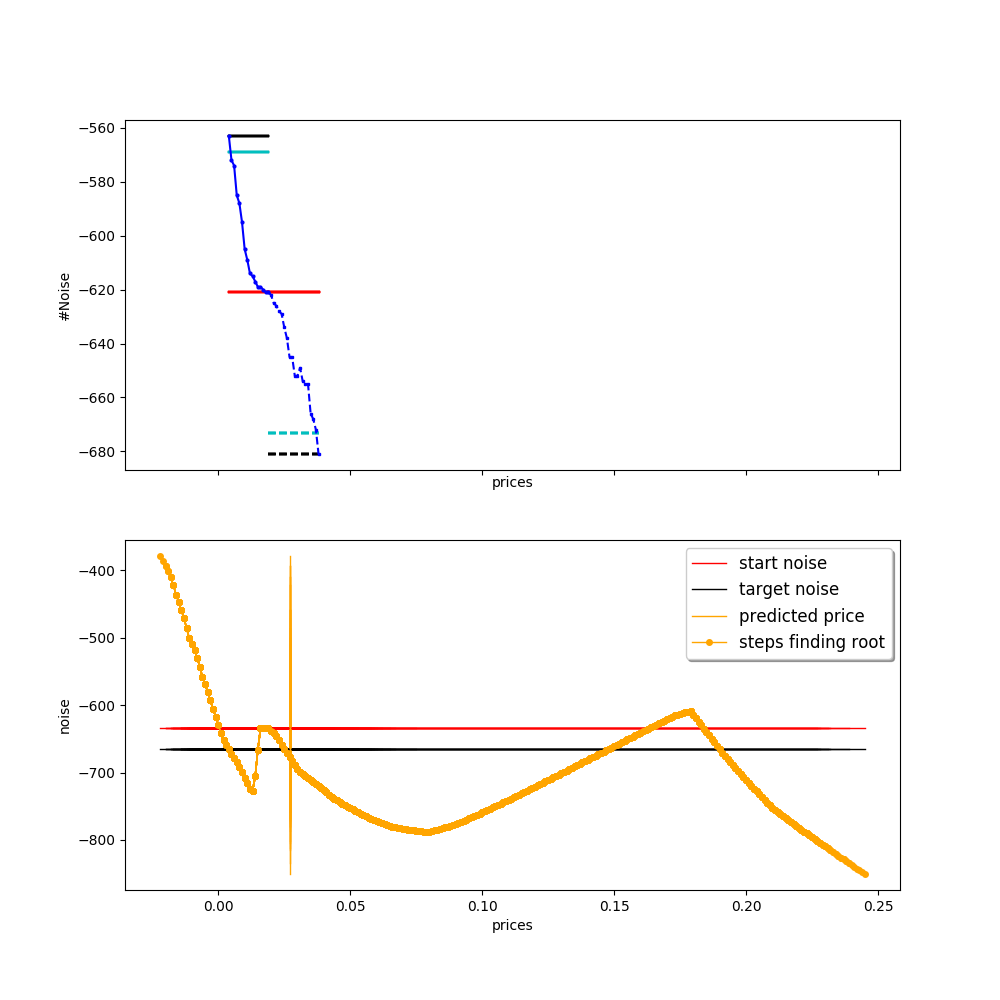 −560
−580
−600
−620
−640
−660
−680
#Noise
prices
−400
−500
−600
−700
−800
noise
start noise
target noise
predicted price
steps finding root
0.00 0.05 0.10 0.15 0.20 0.25
prices